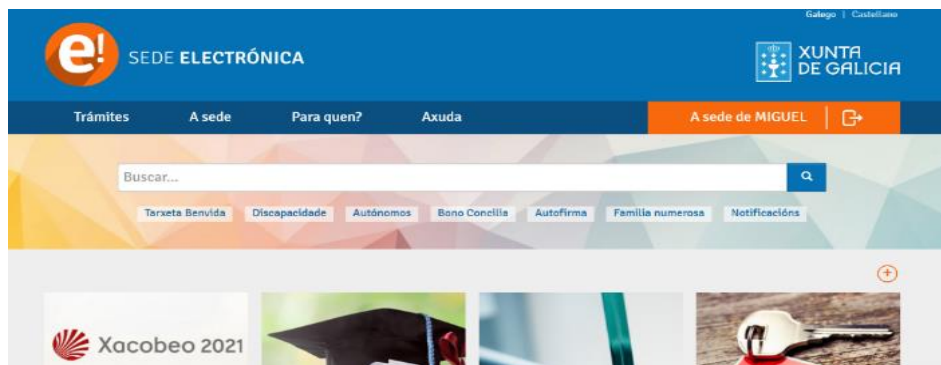 Galego | Castellano
e! SEDE ELECTRÓNICA
XUNTA
DE GALICIA
Trámites A sede Para quen? Axuda A sede de MIGUEL
Buscar...
Tarxeta Benvida Discapacidade Autónomos Bono Concilia Autofirma Familia numerosa Notificacións
Xacobeo 2021